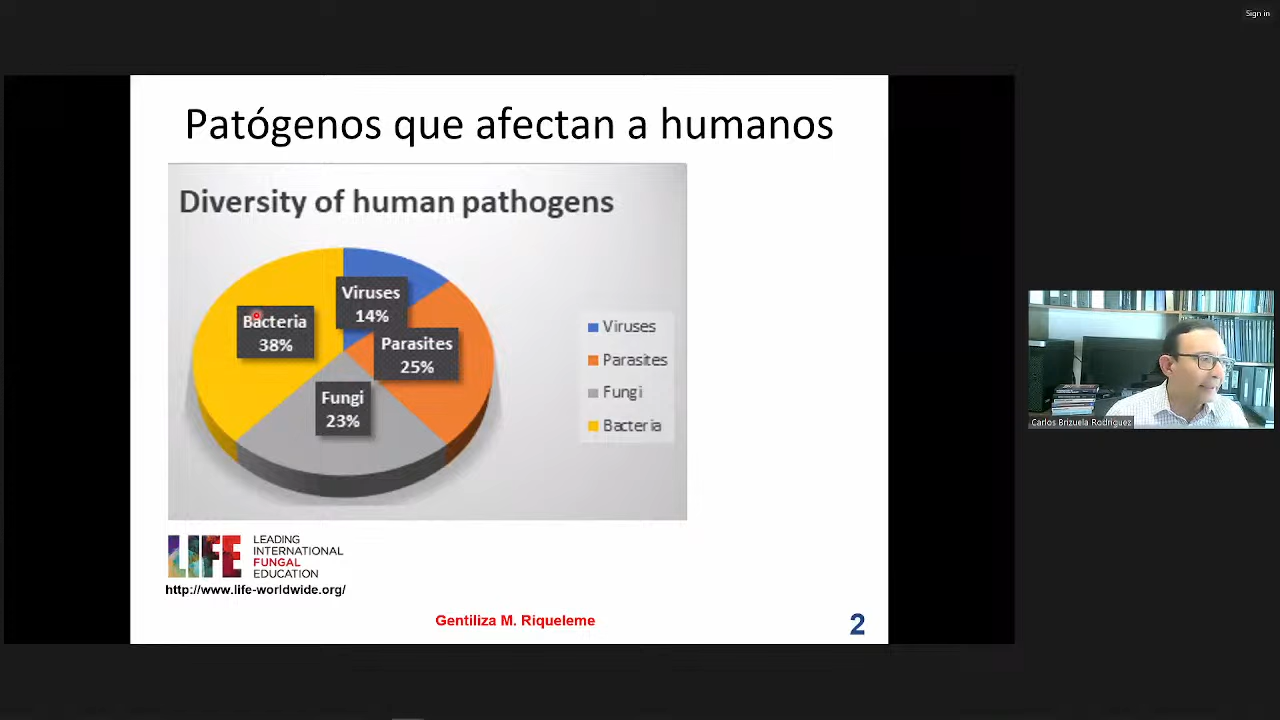 Sign in
Patógenos que afectan a humanos
Diversity of human pathogens
Viruses
14%
Bacteria
38%
Parasites
25%
Fungi
23%
Viruses
Parasites
Fungi
Bacteria
LIFE
LEADING
INTERNATIONAL
FUNGAL
EDUCATION
http://www.life-worldwide.org/
Gentiliza M. Riqueleme
2
Carlos Brizuela Rodriguez